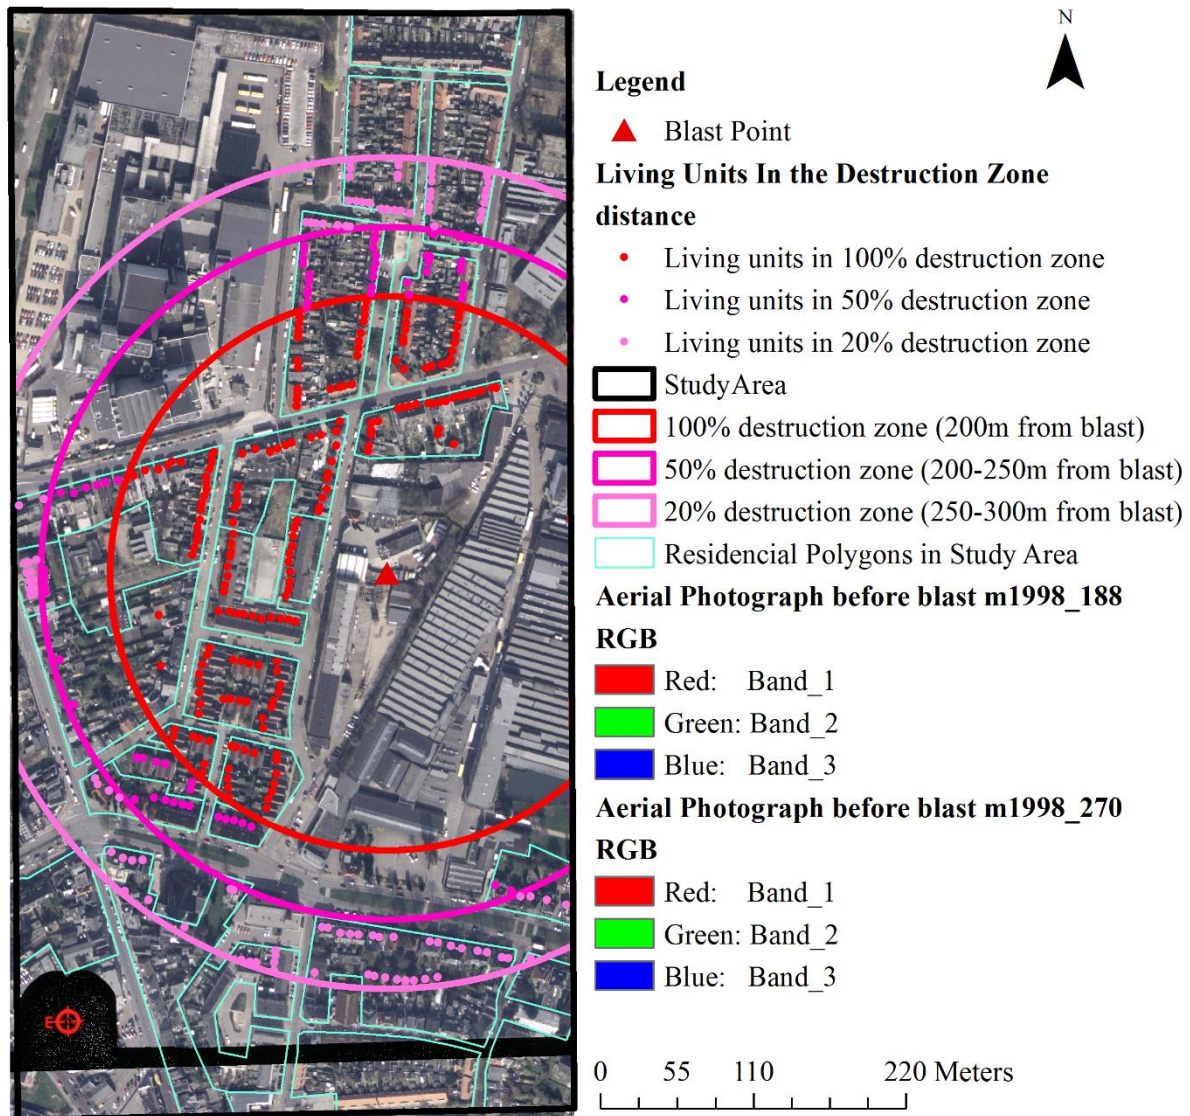 N
Legend
Blast Point
Living Units In the Destruction Zone
distance
Living units in 100% destruction zone
Living units in 50% destruction zone
Living units in 20% destruction zone
StudyArea
100% destruction zone (200m from blast)
50% destruction zone (200-250m from blast)
20% destruction zone (250-300m from blast)
Residencial Polygons in Study Area
Aerial Photograph before blast m1998_188
RGB
Red: Band_1
Green: Band_2
Blue: Band_3
Aerial Photograph before blast m1998_270
RGB
Red: Band_1
Green: Band_2
Blue: Band_3
E
0 55 110 220 Meters